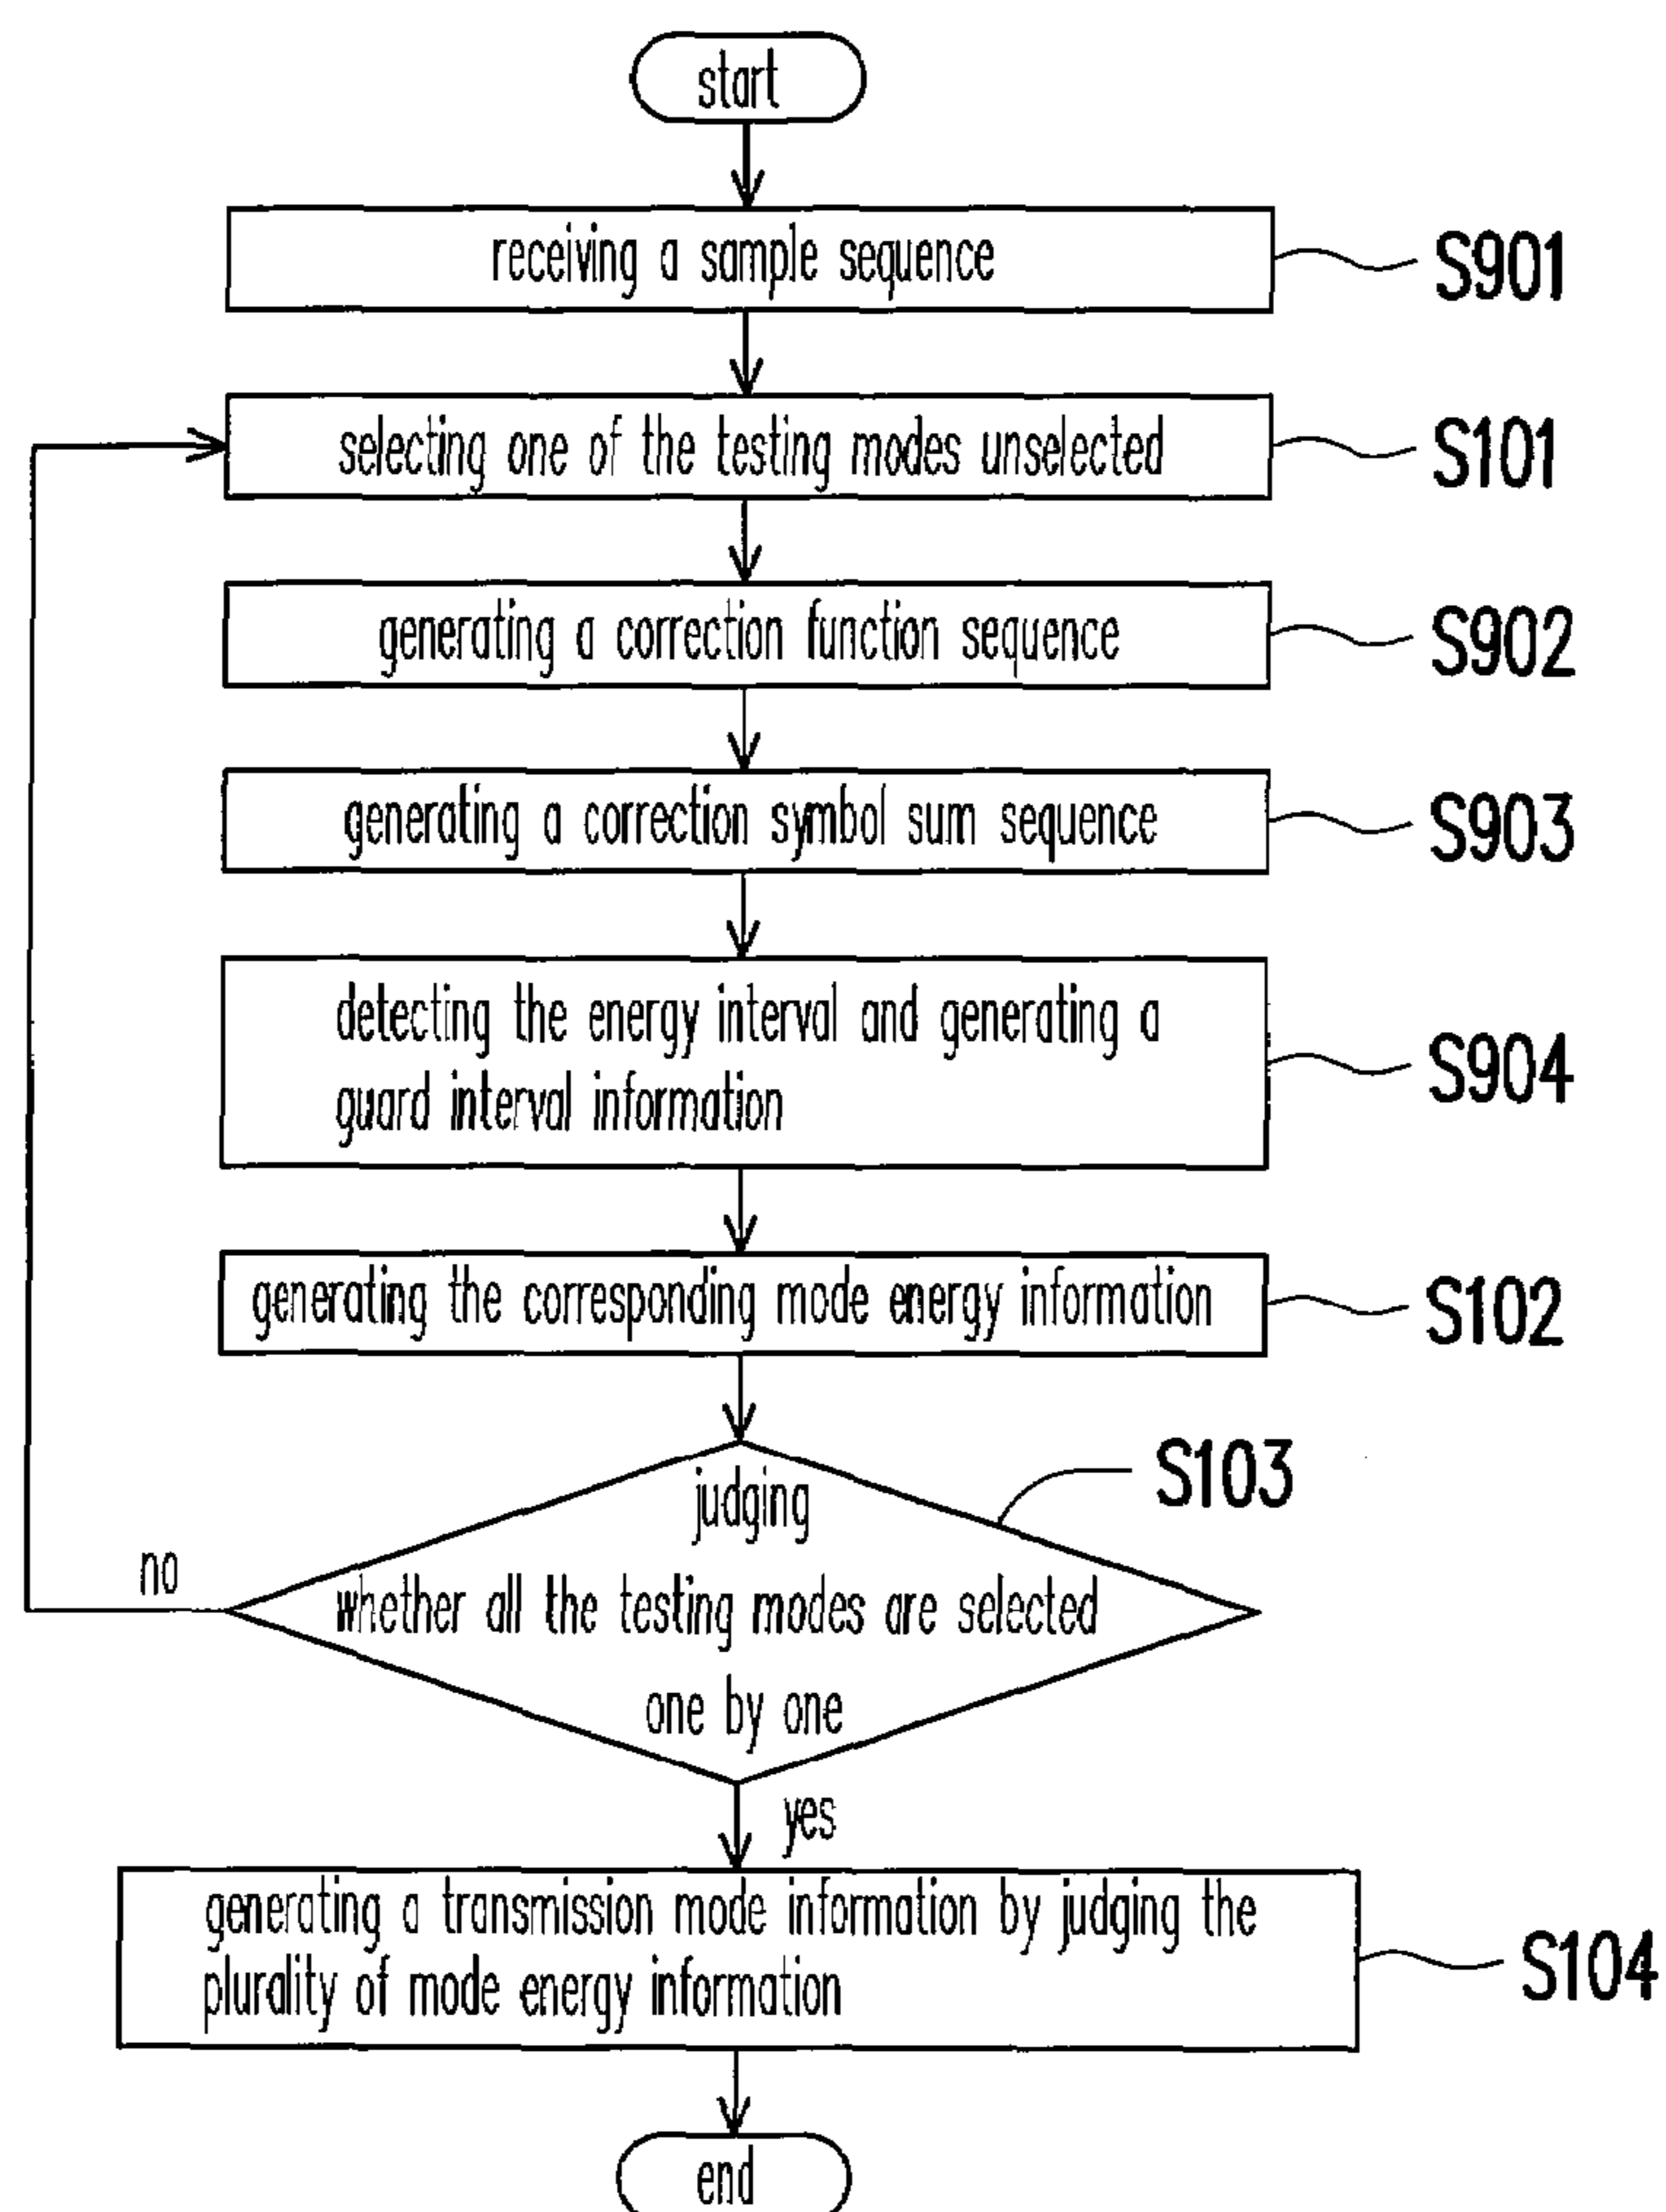 start
receiving a sample sequence
S901
selecting one of the testing modes unselected
S101
generating a correction function sequence
S902
generating a correction symbol sum sequence
S903
detecting the energy interval and generating a
guard interval information
S904
generating the corresponding mode energy information
S102
judging
S103
whether all the testing modes are selected
one by one
no
yes
generating a transmission mode information by judging the
plurality of mode energy information
S104
end